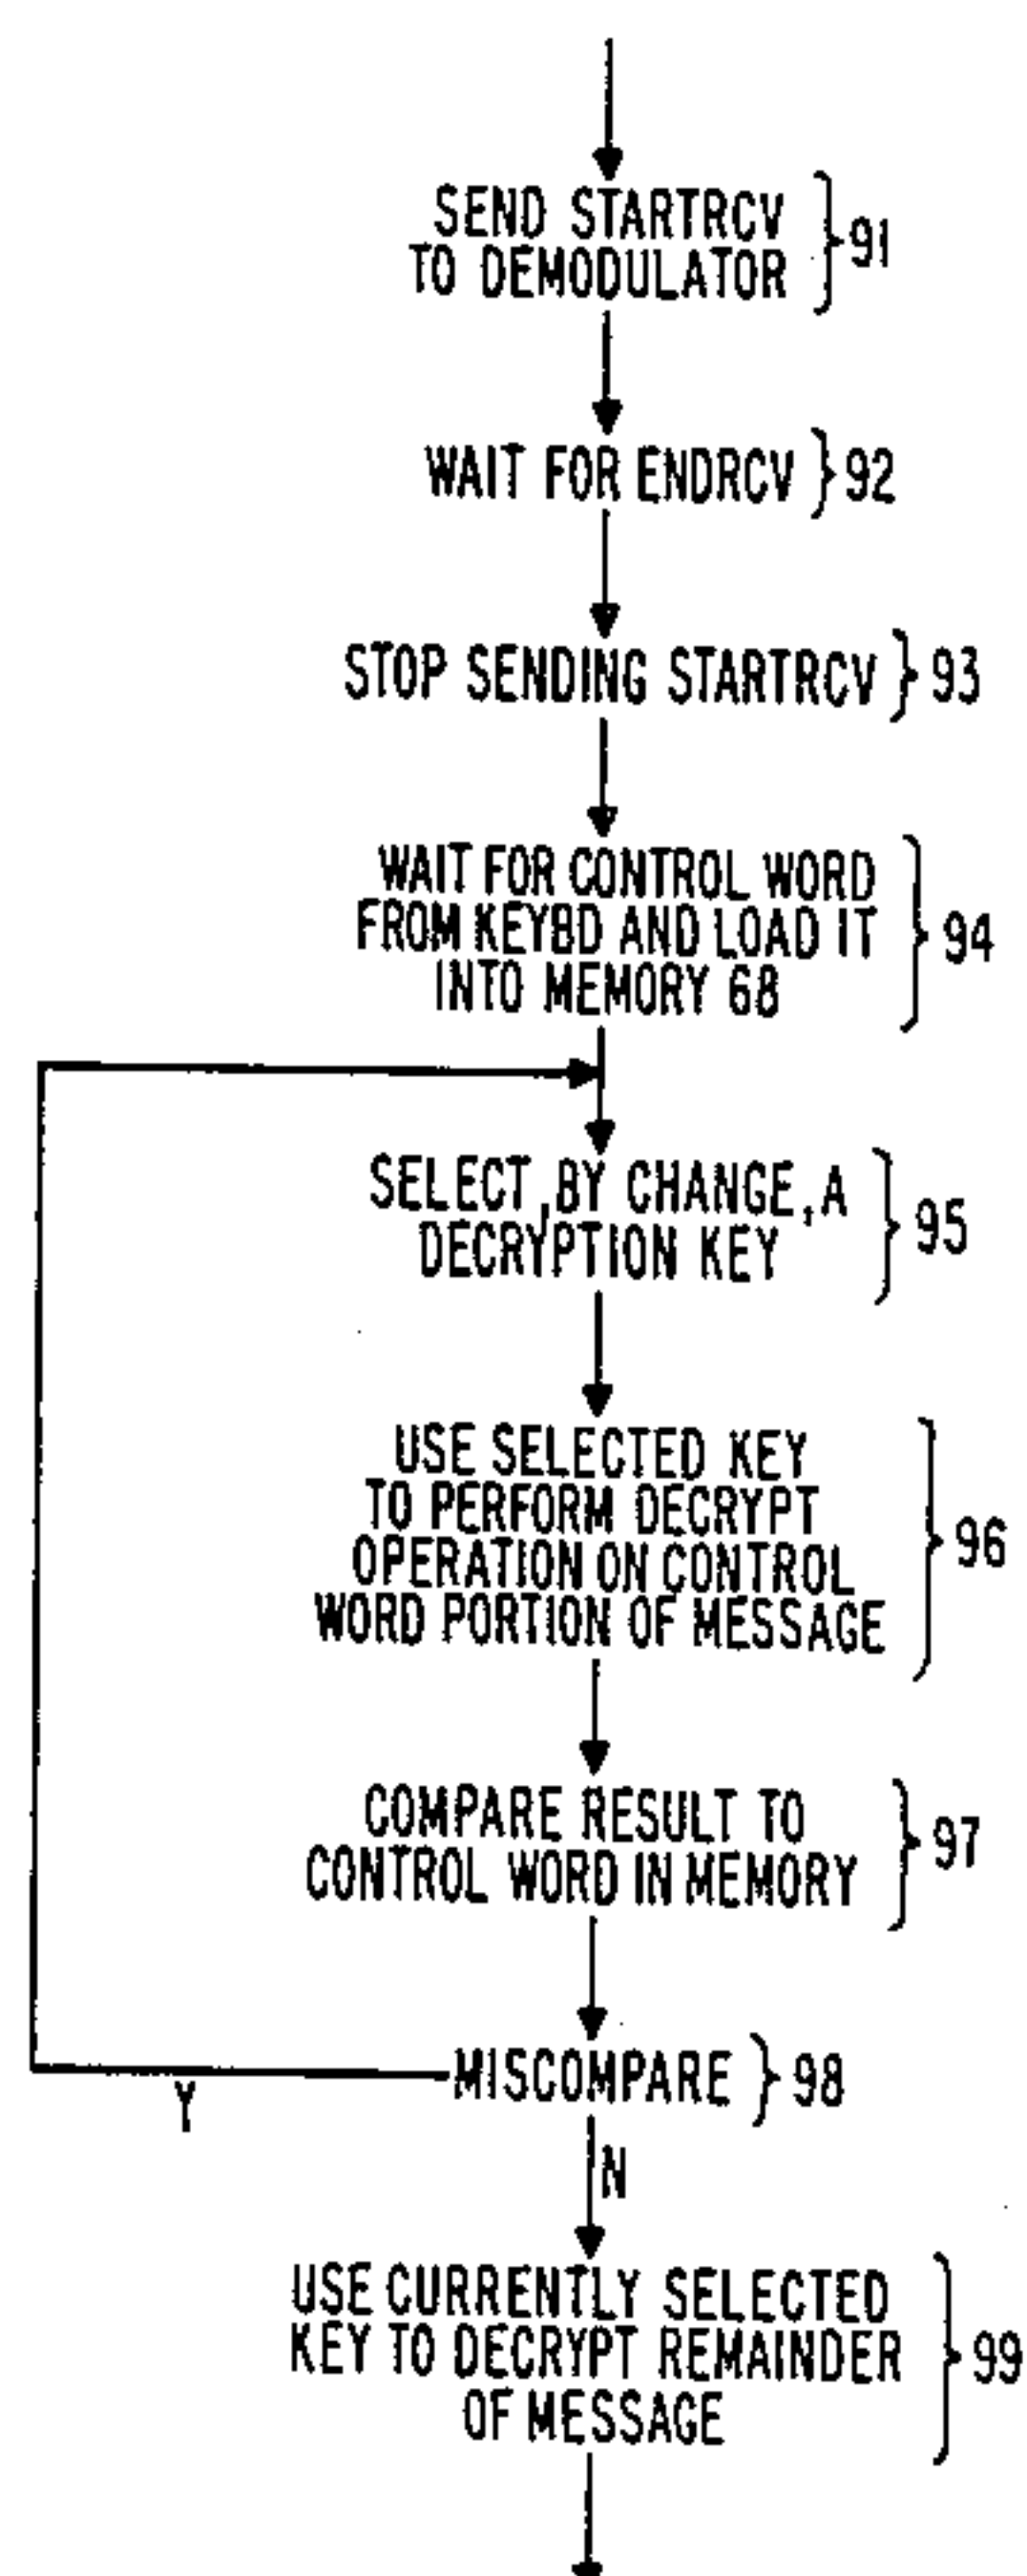 SEND STARTRCV
TO DEMODULATOR
91
WAIT FOR ENDRCV
92
STOP SENDING STARTRCV
93
WAIT FOR CONTROL WORD
FROM KEYBD AND LOAD IT
INTO MEMORY 68
94
SELECT, BY CHANGE, A
DECRYPTION KEY
95
USE SELECTED KEY
TO PERFORM DECRYPT
OPERATION ON CONTROL
WORD PORTION OF MESSAGE
96
COMPARE RESULT TO
CONTROL WORD IN MEMORY
97
MISCOMPARE
98
Y
N
USE CURRENTLY SELECTED
KEY TO DECRYPT REMAINDER
OF MESSAGE
99